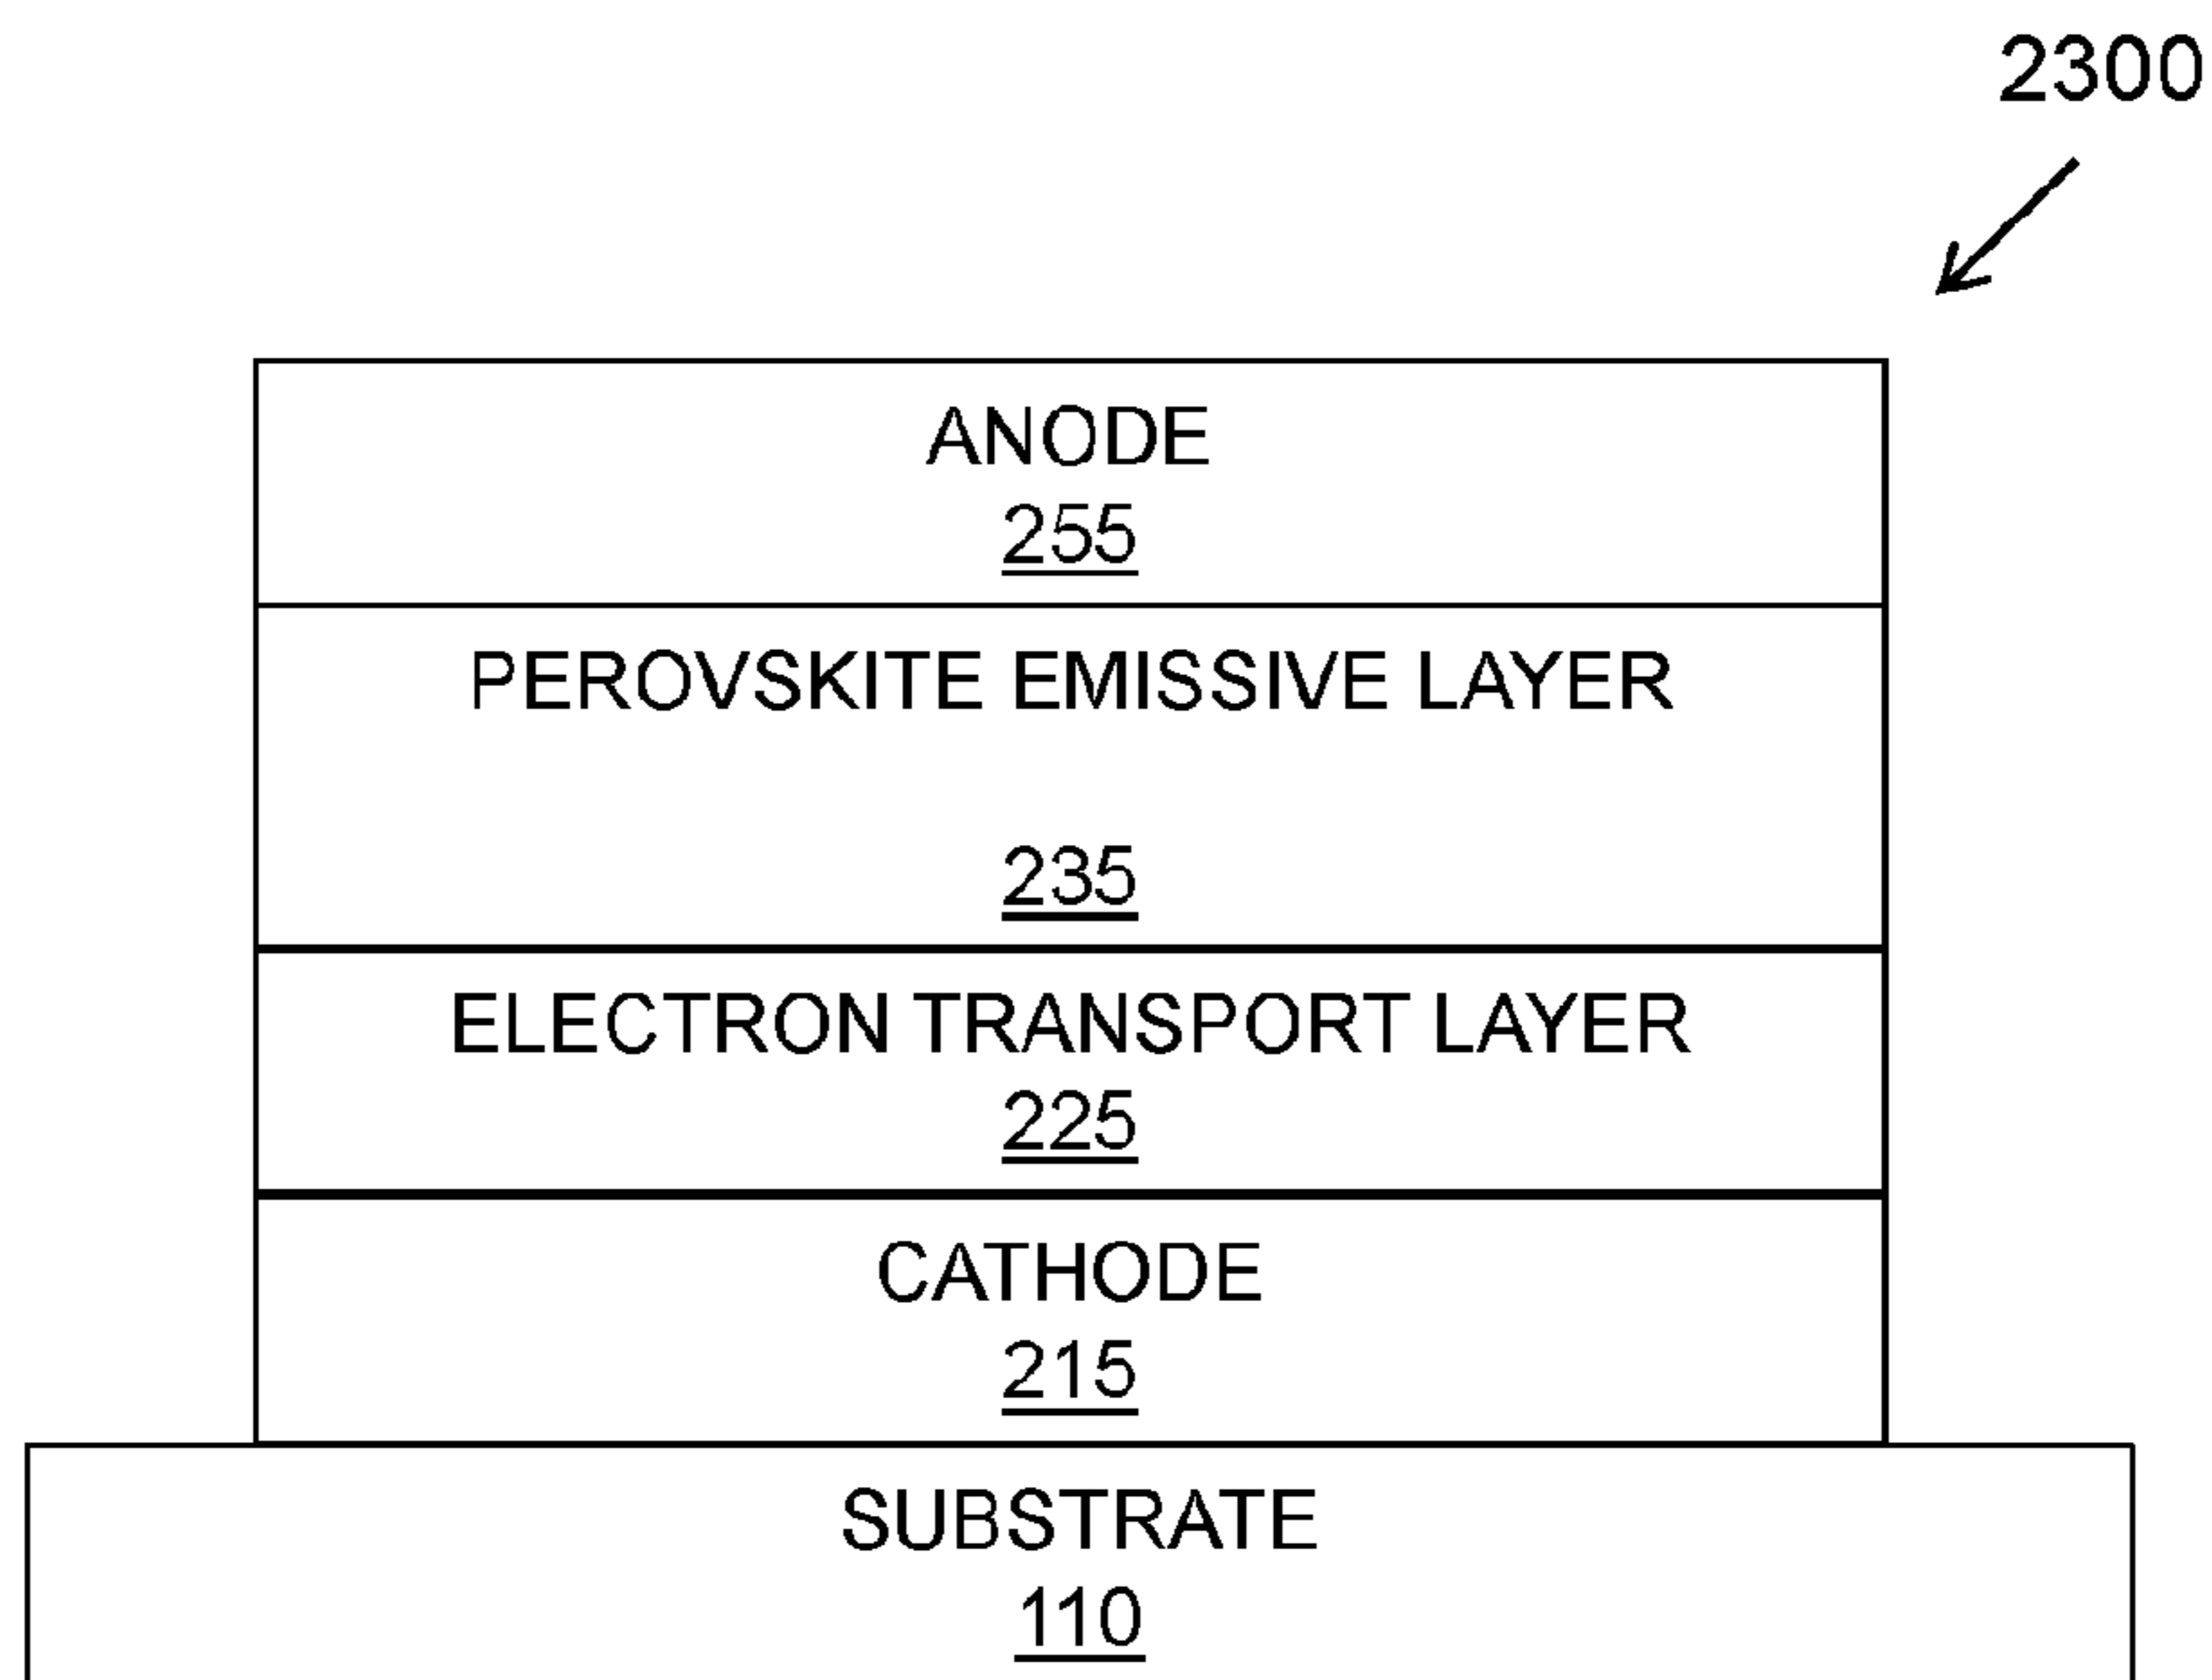 2300
ANODE
255
PEROVSKITE EMISSIVE LAYER
235
ELECTRON TRANSPORT LAYER
225
CATHODE
215
SUBSTRATE
110